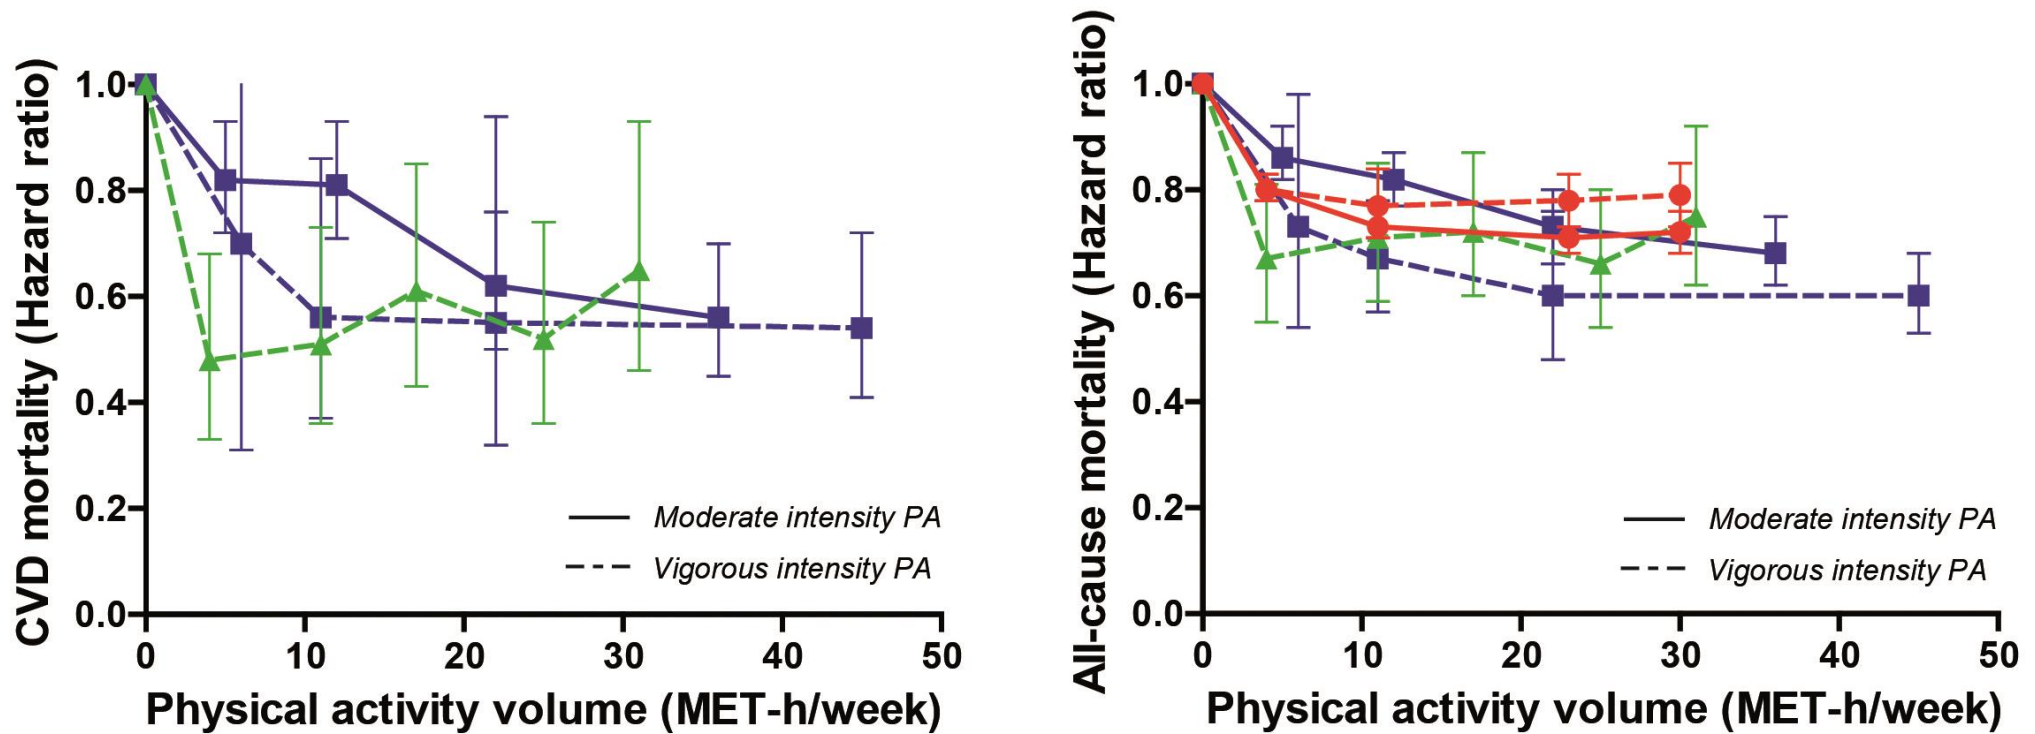 CVD mortality (Hazard ratio)
1.0
0.8
0.6
0.4
0.2
0.0
0 10 20 30 40 50
Physical activity volume (MET-h/week)
Moderate intensity PA
Vigorous intensity PA
All-cause mortality (Hazard ratio)
1.0
0.8
0.6
0.4
0.2
0.0
0 10 20 30 40 50
Physical activity volume (MET-h/week)
Moderate intensity PA
Vigorous intensity PA